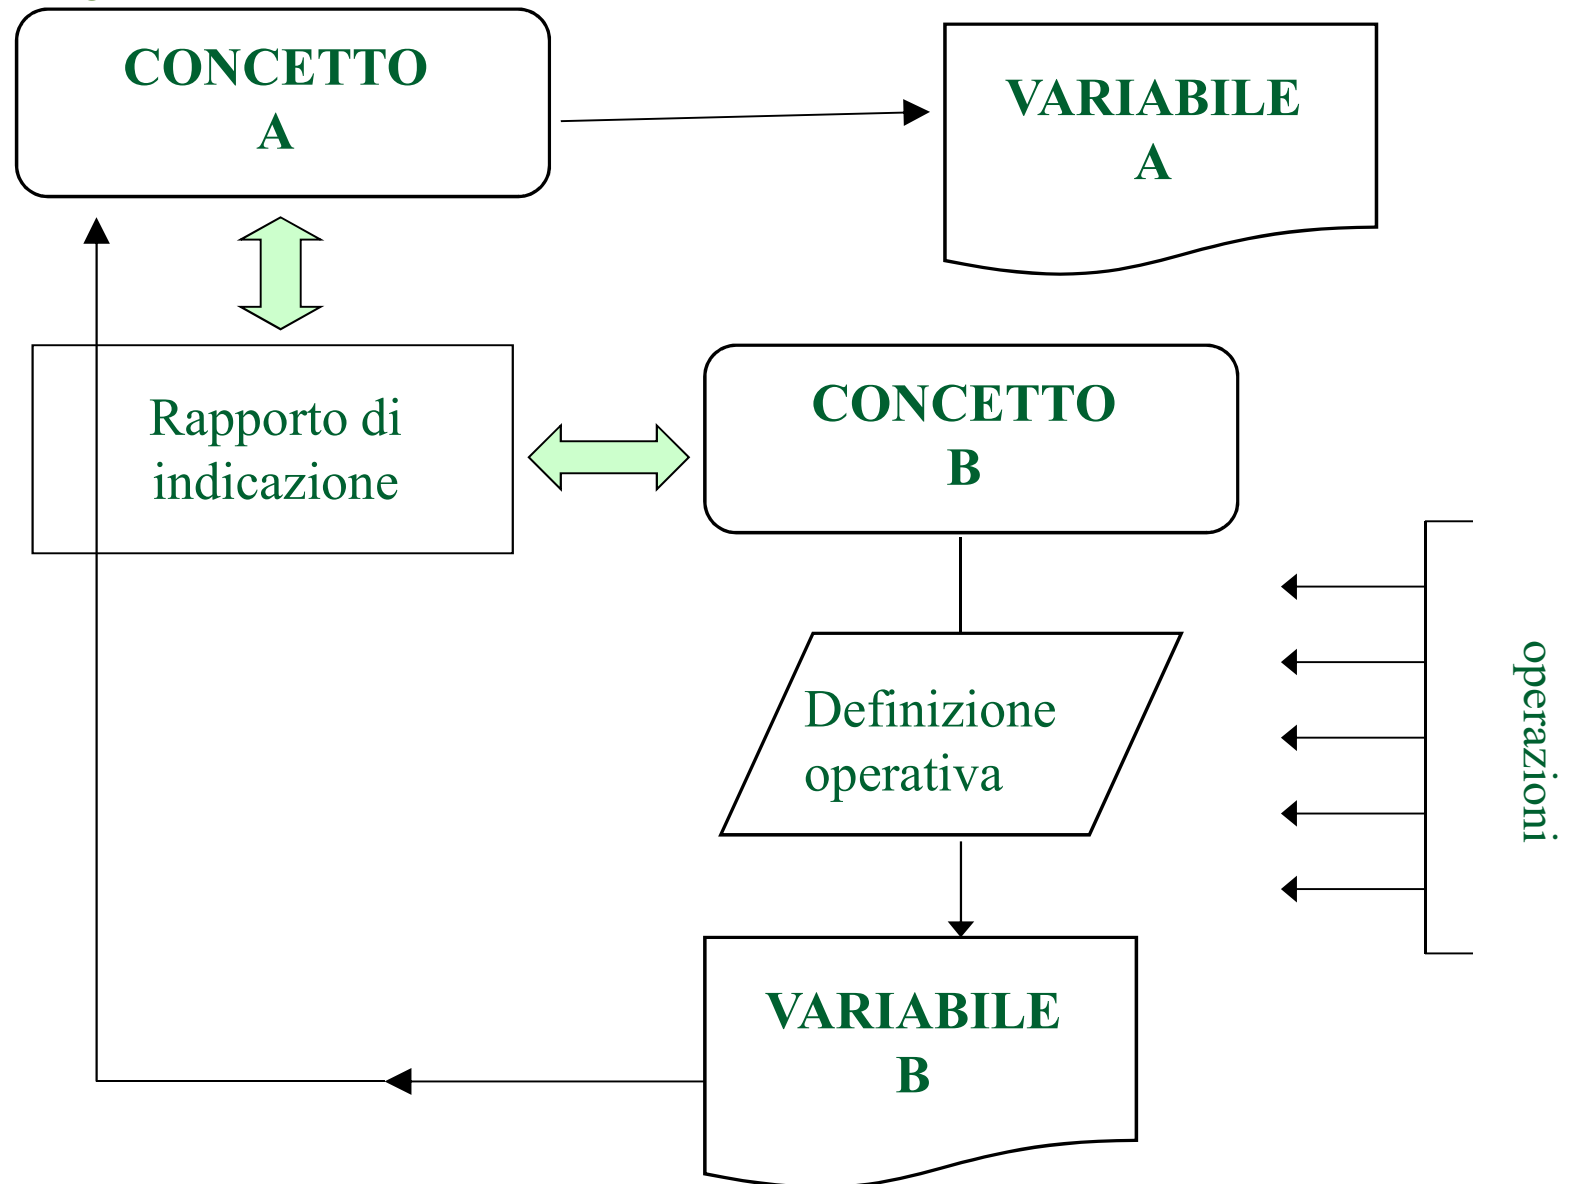 CONCETTO
A
VARIABILE
A
Rapporto di
indicazione
CONCETTO
B
Definizione
operativa
operazioni
VARIABILE
B